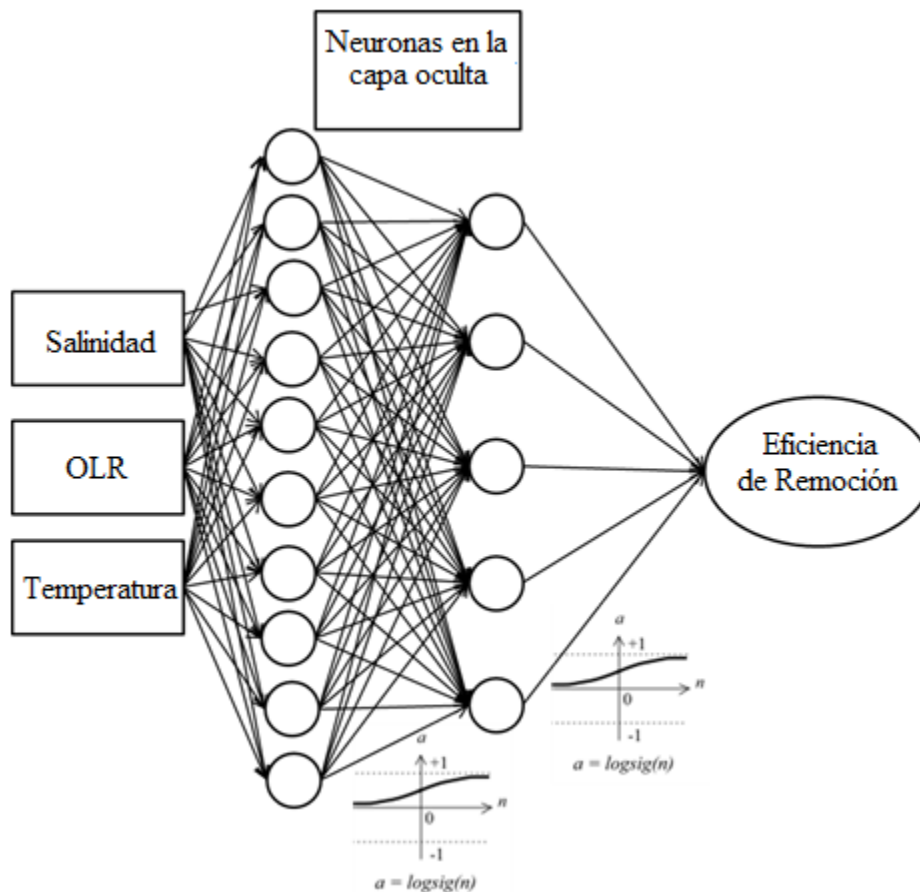 Neuronas en la
capa oculta
Salinidad
OLR
Temperatura
Eficiencia
de Remoción
a
+1
n
0
-1
a = logsig(n)
a
+1
n
0
-1
a = logsig(n)